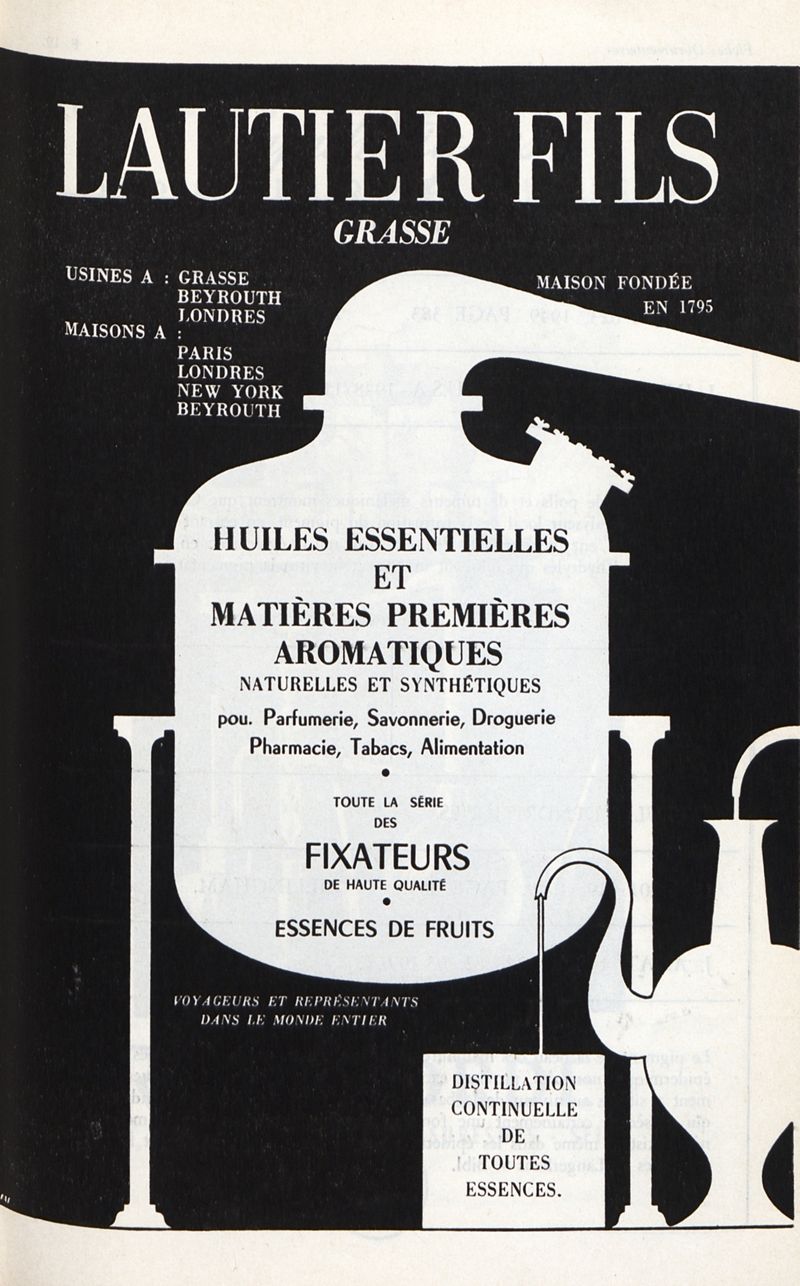 LAUTIER FILS
GRASSE
USINES A : GRASSE
BEYROUTH
LONDRES
MAISONS A :
PARIS
LONDRES
NEW YORK
BEYROUTH
MAISON FONDÉE
EN 1795
HUILES ESSENTIELLES
ET
MATIÈRES PREMIÈRES
AROMATIQUES
NATURELLES ET SYNTHÉTIQUES
pou. Parfumerie, Savonnerie, Droguerie
Pharmacie, Tabacs, Alimentation
•
TOUTE LA SÉRIE
DES
FIXATEURS
DE HAUTE QUALITÉ
•
ESSENCES DE FRUITS
VOYAGEURS ET REPRÉSENTANTS
DANS LE MONDE ENTIER
DISTILLATION
CONTINUELLE
DE
TOUTES
ESSENCES.